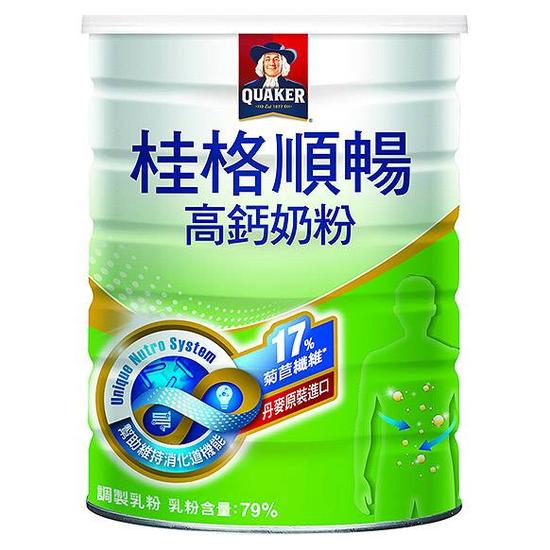 QUAKER
桂格順暢
高鈣奶粉
Unique Nutro System
17%
菊苣纖維*
丹麥原裝進口
幫助維持消化道機能
調製乳粉 乳粉含量:79%